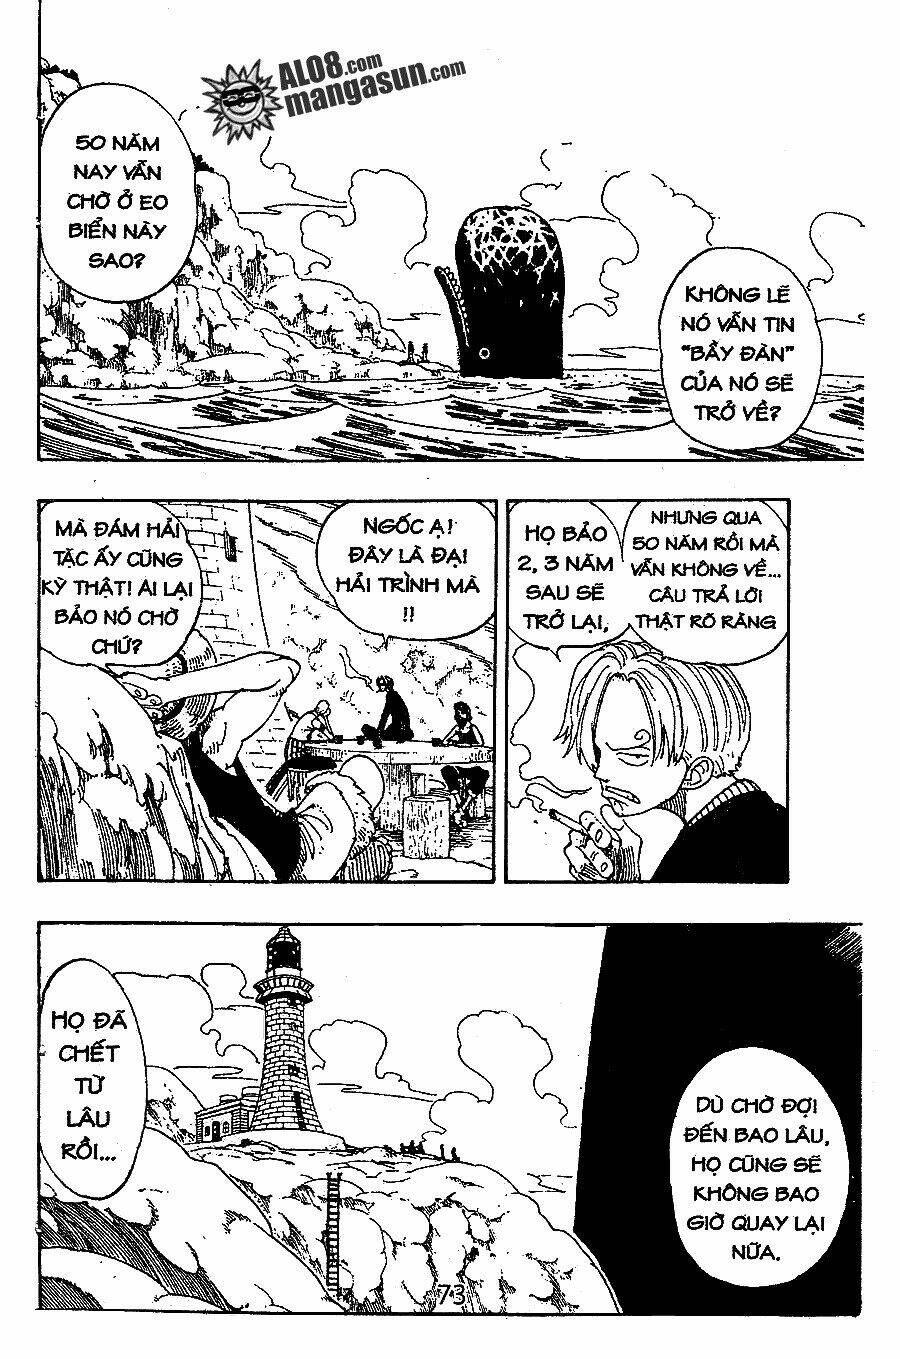 AL08.com
mangasun.com
50 NĂM
NAY VẪN
CHỜ Ở EO
BIỂN NÀY
SAO?
KHÔNG LẼ
NÓ VẪN TIN
"BẦY ĐÀN"
CỦA NÓ SẼ
TRỞ VỀ?
MÀ ĐÁM HẢI
TẶC ẤY CŨNG
KỲ THẬT! AI LẠI
BẢO NÓ CHỜ
CHỨ?
NGỐC Ạ!
ĐÂY LÀ ĐẠI
HẢI TRÌNH MÀ
!!
HỌ BẢO
2, 3 NĂM
SAU SẼ
TRỞ LẠI,
NHƯNG QUA
50 NĂM RỒI MÀ
VẪN KHÔNG VỀ...
CÂU TRẢ LỜI
THẬT RÕ RÀNG
HỌ ĐÃ
CHẾT
TỪ
LÂU
RỒI...
DÙ CHỜ ĐỢI
ĐẾN BAO LÂU,
HỌ CŨNG SẼ
KHÔNG BAO
GIỜ QUAY LẠI
NỮA.
73